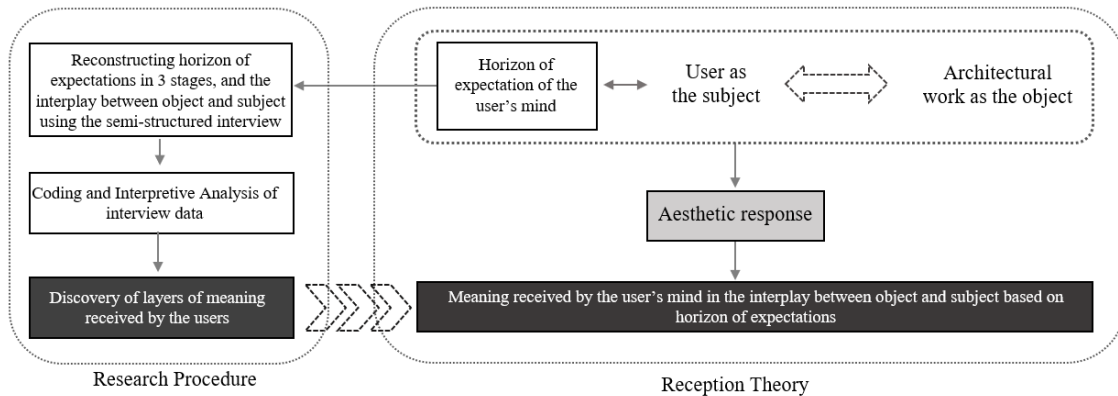 Reconstructing horizon of
expectations in 3 stages, and the
interplay between object and subject
using the semi-structured interview
Coding and Interpretive Analysis of
interview data
Discovery of layers of meaning
received by the users
Research Procedure
Horizon of
expectation of the
user's mind
User as
the subject
Architectural
work as the object
Aesthetic response
Meaning received by the user's mind in the interplay between object and subject based on
horizon of expectations
Reception Theory